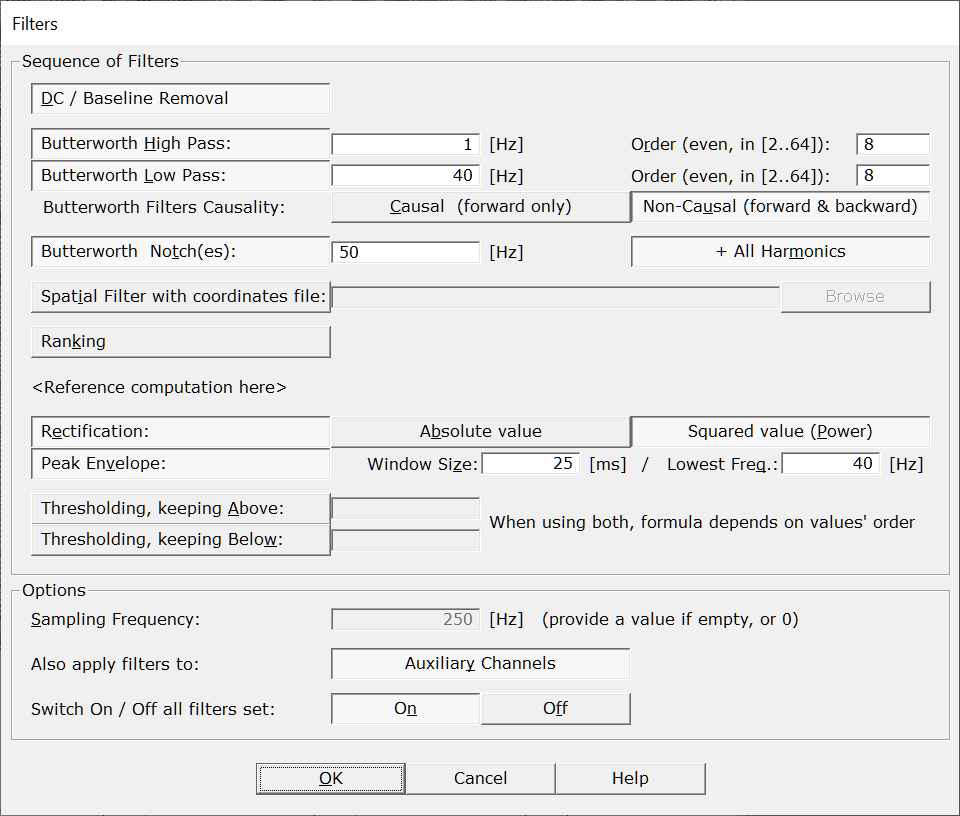 Filters
Sequence of Filters
DC / Baseline Removal
Butterworth High Pass: 1 [Hz] Order (even, in [2..64]): 8
Butterworth Low Pass: 40 [Hz] Order (even, in [2..64]): 8
Butterworth Filters Causality: Causal (forward only) Non-Causal (forward & backward)
Butterworth Notch(es): 50 [Hz] + All Harmonics
Spatial Filter with coordinates file: Browse
Ranking
<Reference computation here>
Rectification: Absolute value Squared value (Power)
Peak Envelope: Window Size: 25 [ms] / Lowest Freq.: 40 [Hz]
Thresholding, keeping Above:
When using both, formula depends on values' order
Thresholding, keeping Below:
Options
Sampling Frequency: 250 [Hz] (provide a value if empty, or 0)
Also apply filters to: Auxiliary Channels
Switch On / Off all filters set: On Off
OK Cancel Help